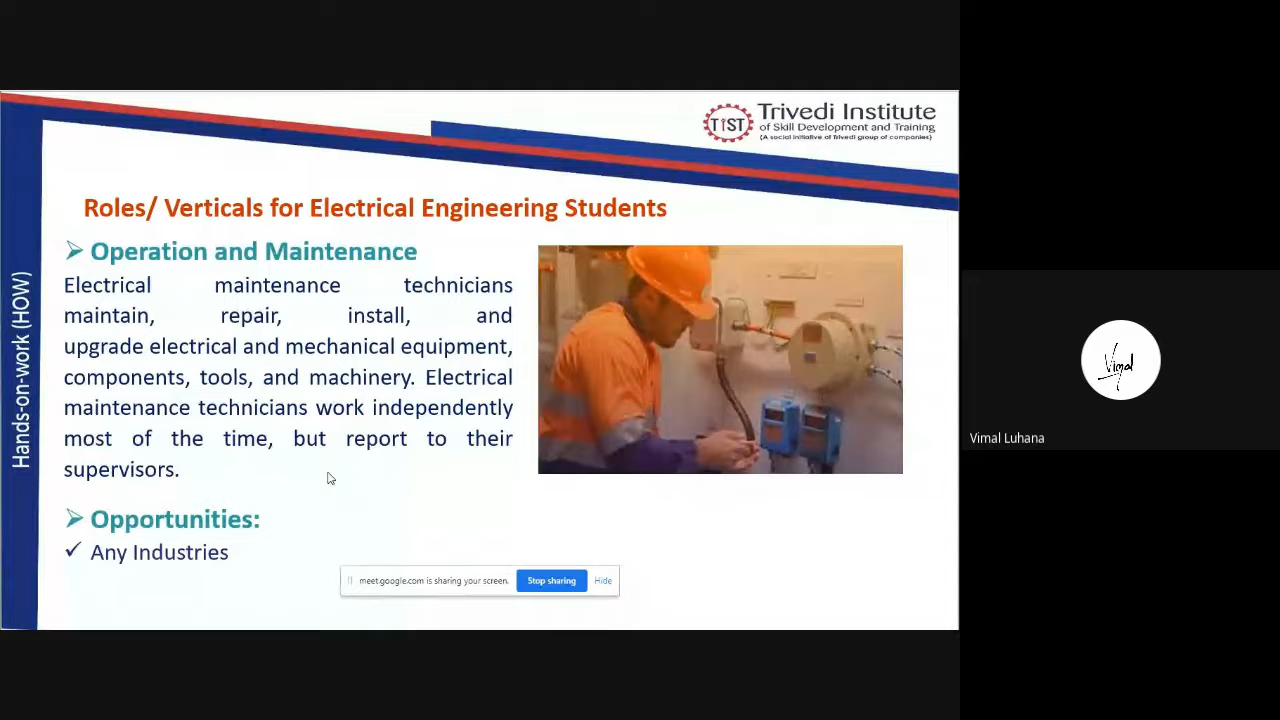 TIST
Trivedi Institute
of Skill Development and Training
(A social initiative of Trivedi group of companies)
Roles/ Verticals for Electrical Engineering Students
Operation and Maintenance
Electrical maintenance technicians
maintain, repair, install, and
upgrade electrical and mechanical equipment,
components, tools, and machinery. Electrical
maintenance technicians work independently
most of the time, but report to their
supervisors.
Opportunities:
Any Industries
Hands-on-work (HOW)
meet.google.com is sharing your screen.
Stop sharing
Hide
Vimal
Vimal Luhana